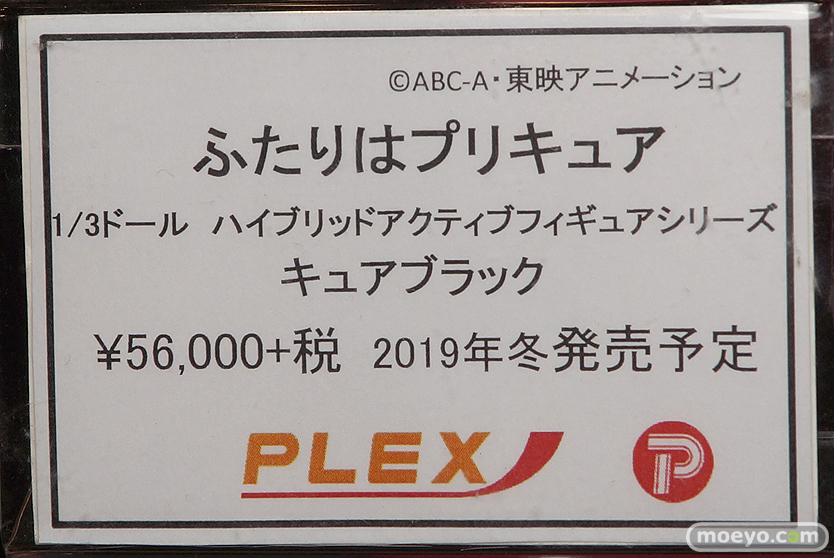 ©ABC-A・東映アニメーション
ふたりはプリキュア
1/3ドール ハイブリッドアクティブフィギュアシリーズ
キュアブラック
¥56,000+税 2019年冬発売予定
PLEX P
moeyo.com